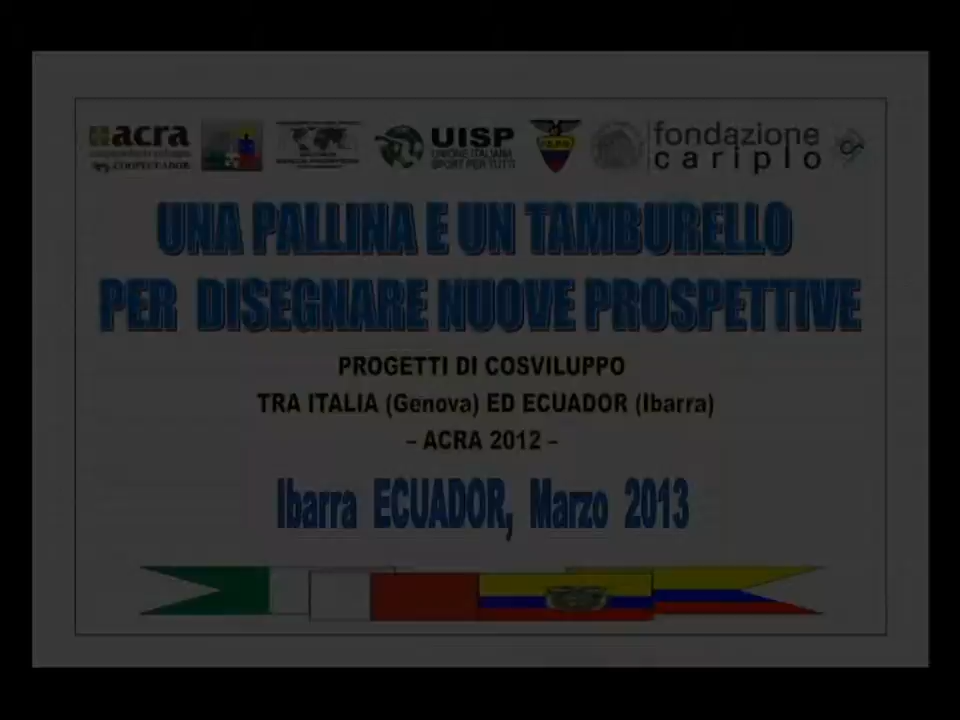 acra
COOPECUADOR
UISP
UNIONE ITALIANA
SPORT PER TUTTI
fondazione
cariplo
UNA PALLINA E UN TAMBURELLO
PER DISEGNARE NUOVE PROSPETTIVE
PROGETTI DI COSVILUPPO
TRA ITALIA (Genova) ED ECUADOR (Ibarra)
– ACRA 2012 –
Ibarra ECUADOR, Marzo 2013